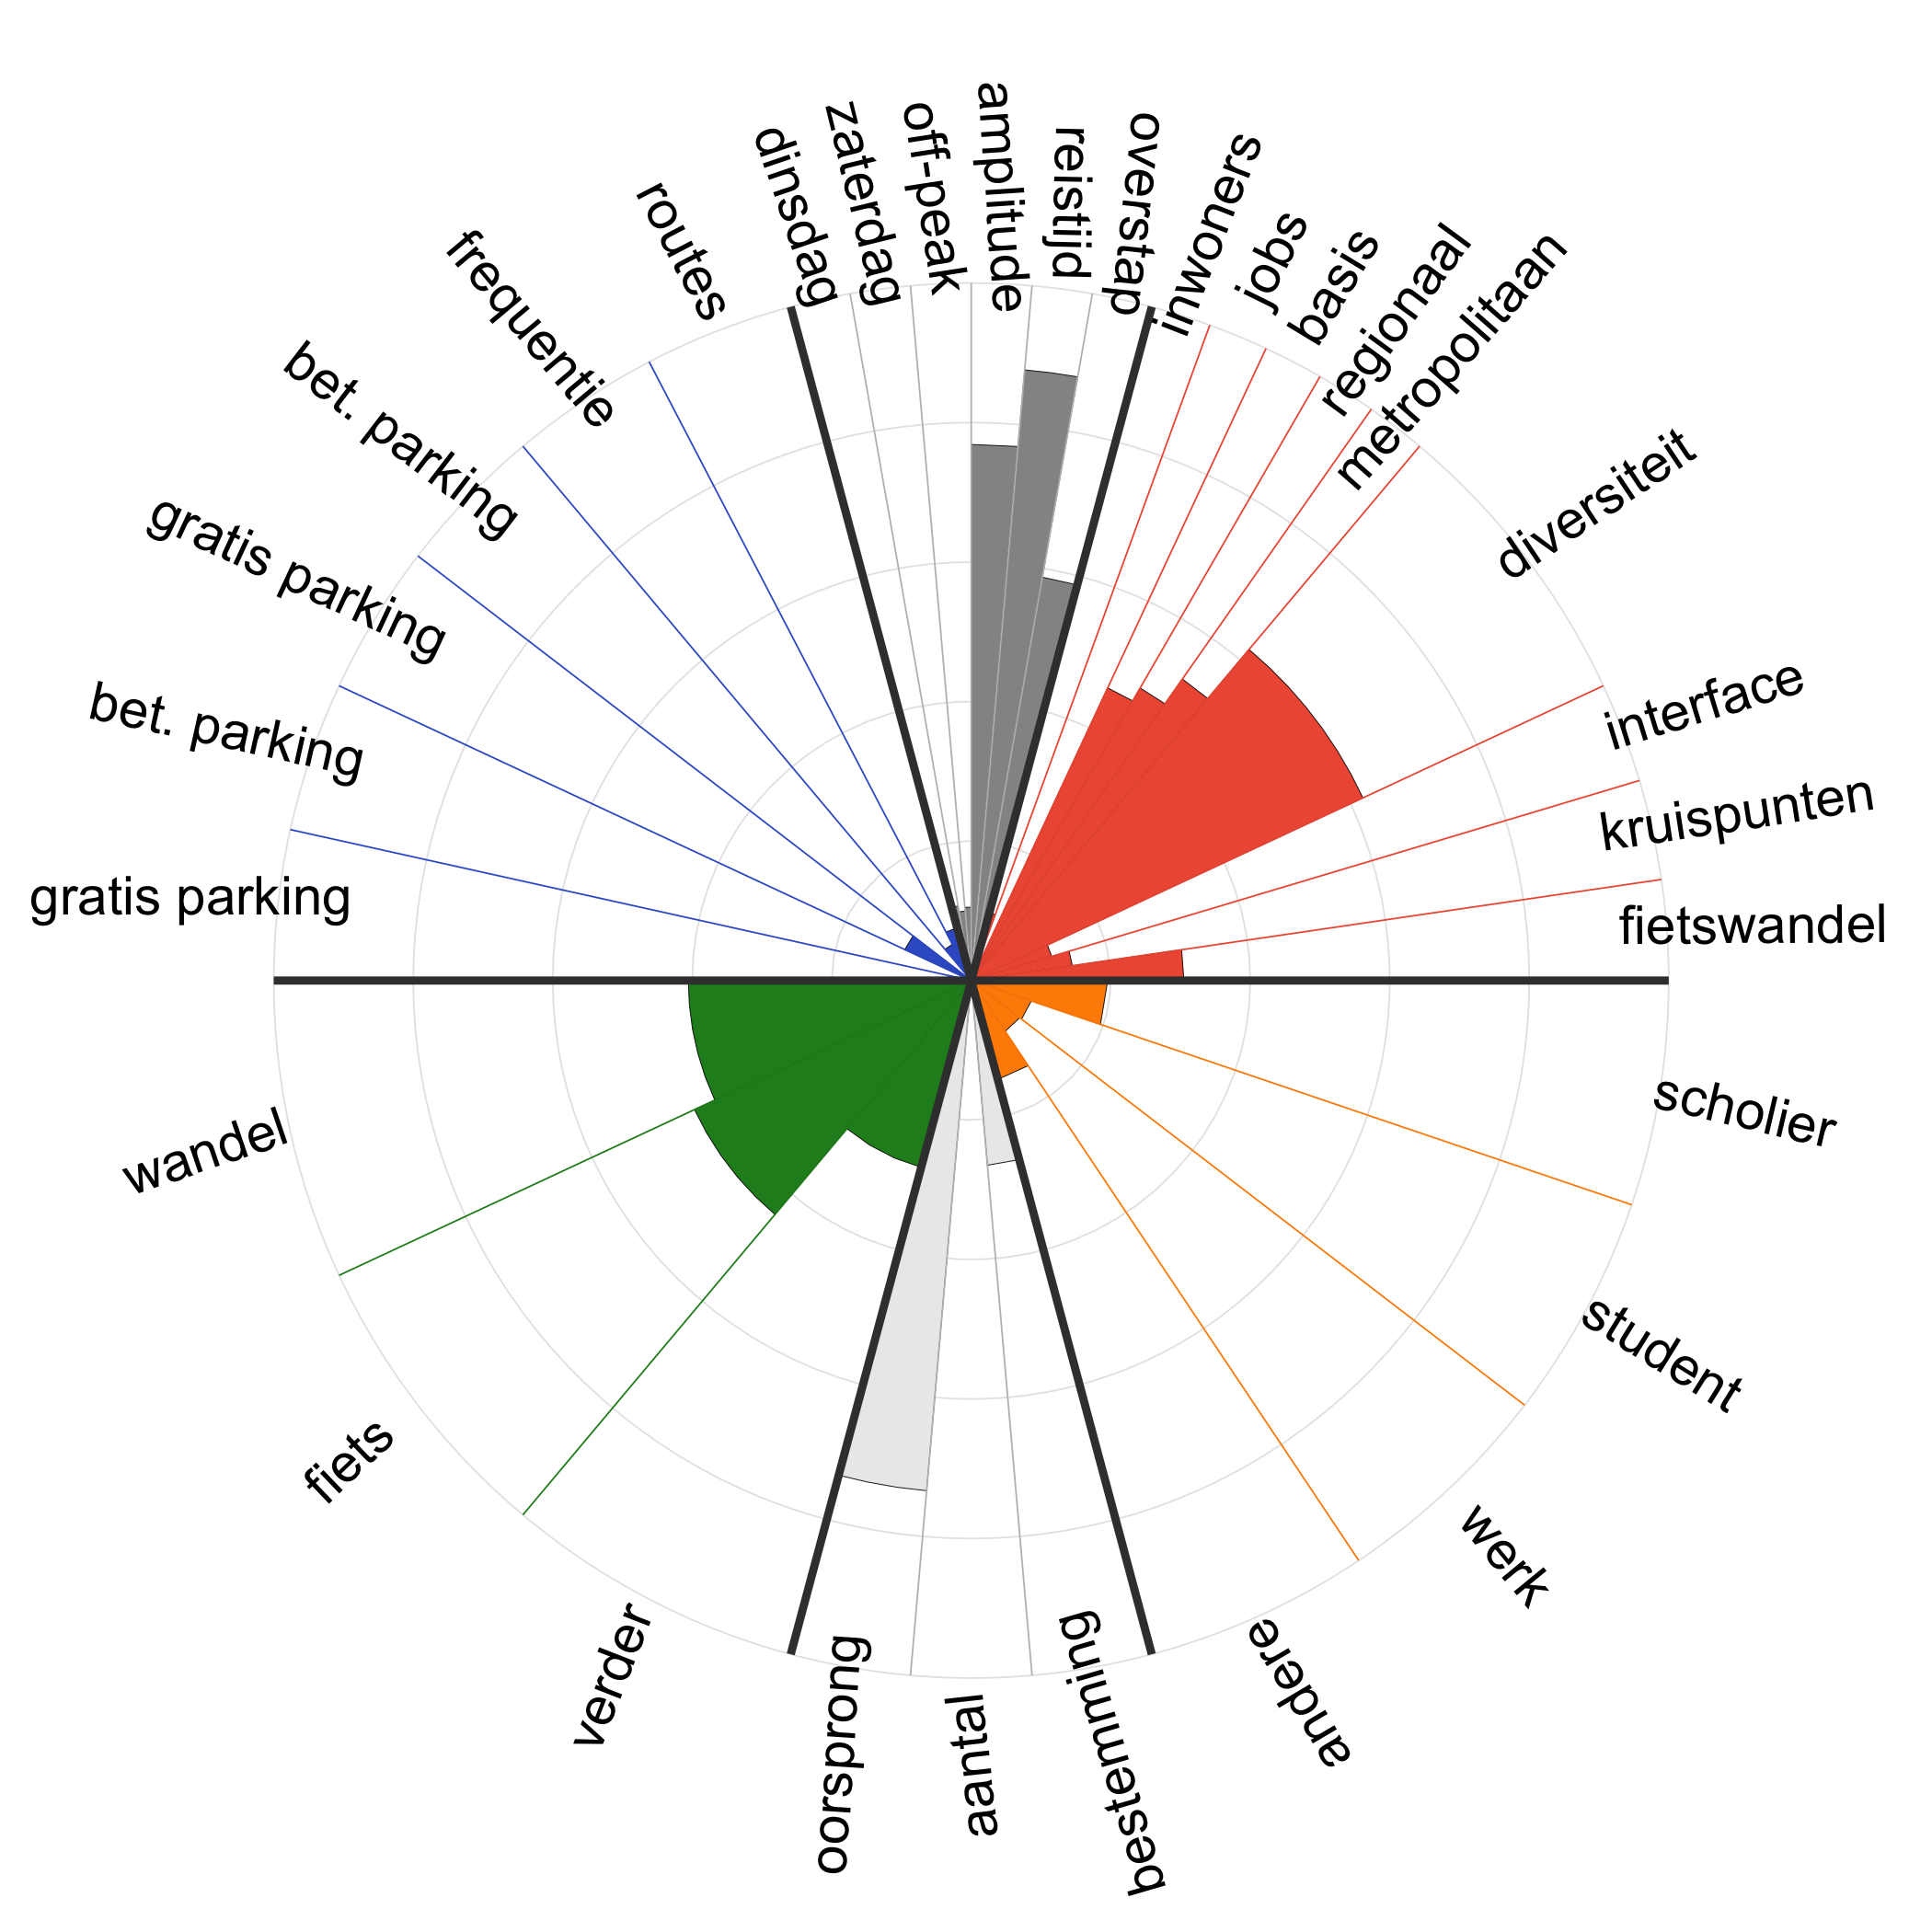 dinsdag
zaterdag
off-peak
amplitude
reistijd
overstap
inwoners
jobs
basis
regionaal
metropolitaan
diversiteit
interface
kruispunten
fietswandel
scholier
student
werk
andere
bestemming
aantal
oorsprong
verder
fiets
wandel
gratis parking
bet. parking
gratis parking
bet. parking
frequentie
routes